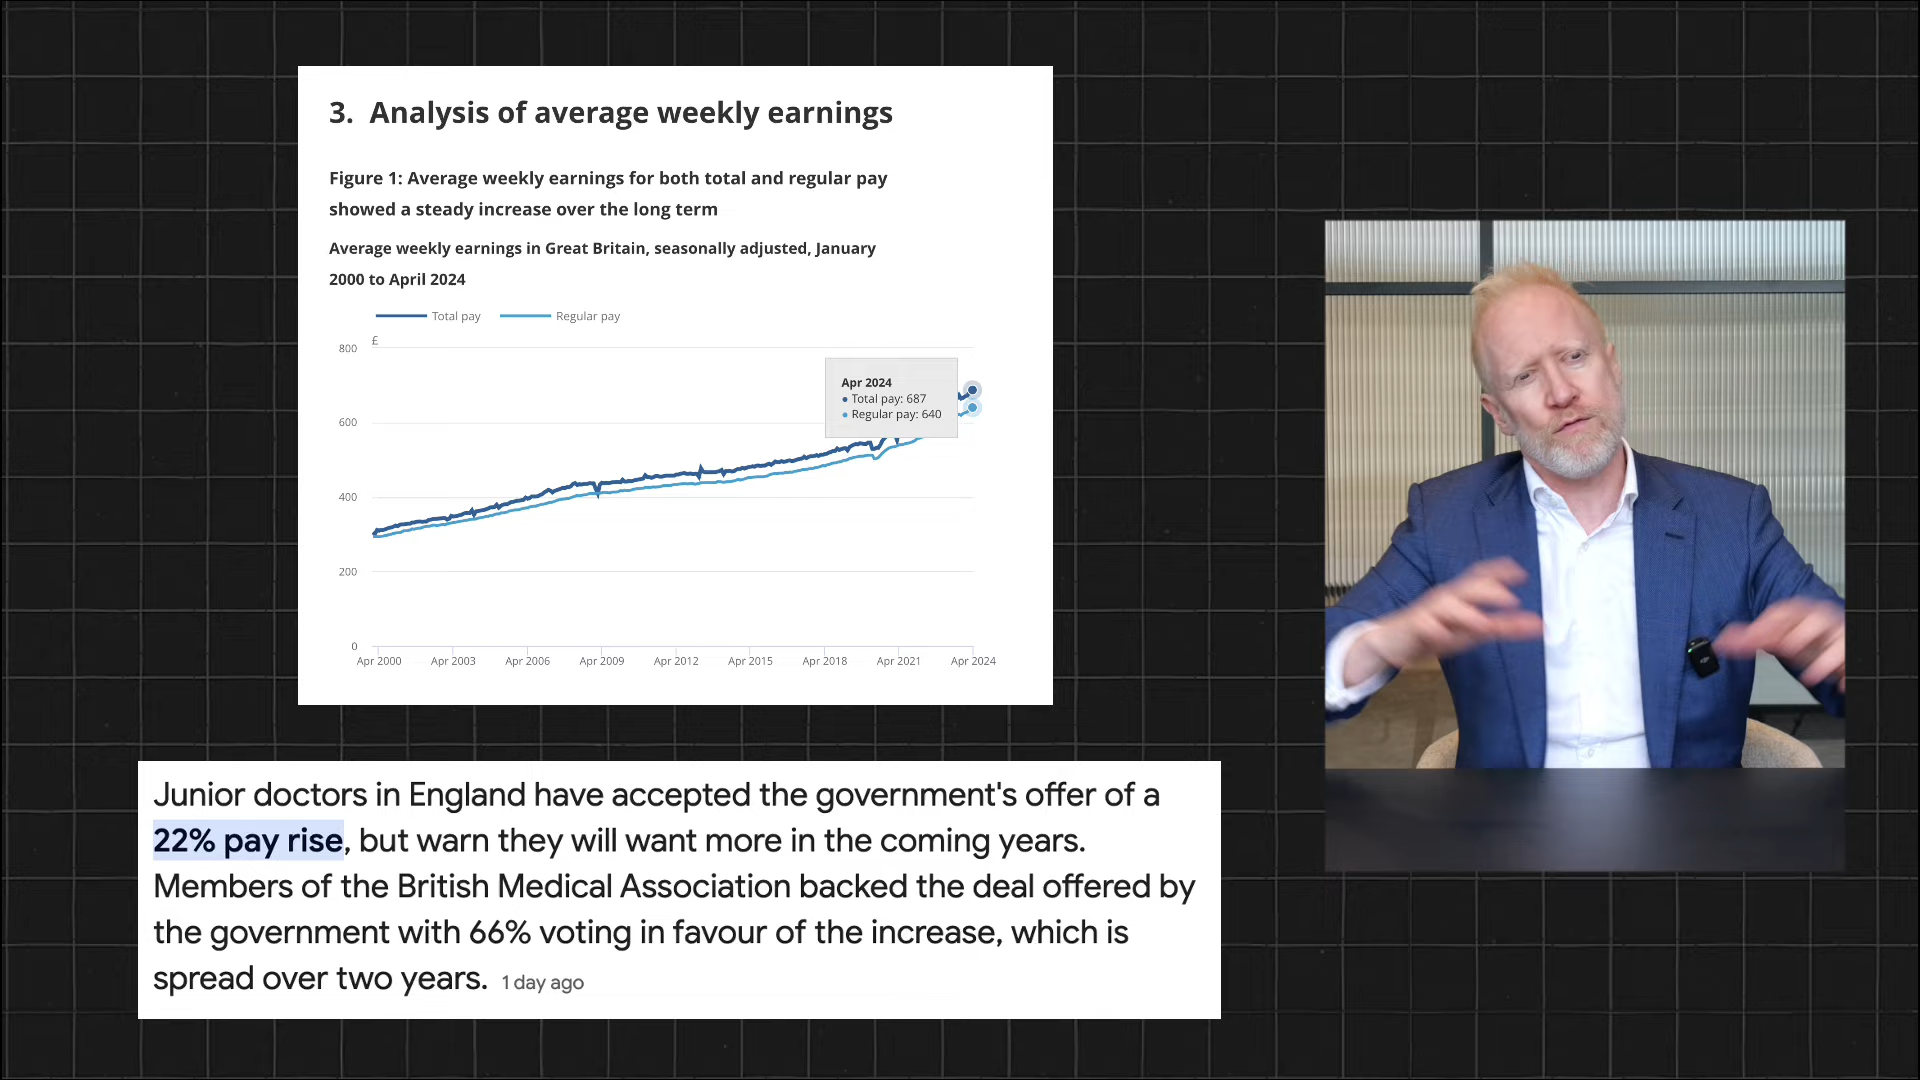 3. Analysis of average weekly earnings
Figure 1: Average weekly earnings for both total and regular pay
showed a steady increase over the long term
Average weekly earnings in Great Britain, seasonally adjusted, January
2000 to April 2024
Total pay Regular pay
£
800
600
400
200
0
Apr 2024
Total pay: 687
Regular pay: 640
Apr 2000 Apr 2003 Apr 2006 Apr 2009 Apr 2012 Apr 2015 Apr 2018 Apr 2021 Apr 2024
Junior doctors in England have accepted the government's offer of a
22% pay rise, but warn they will want more in the coming years.
Members of the British Medical Association backed the deal offered by
the government with 66% voting in favour of the increase, which is
spread over two years. 1 day ago